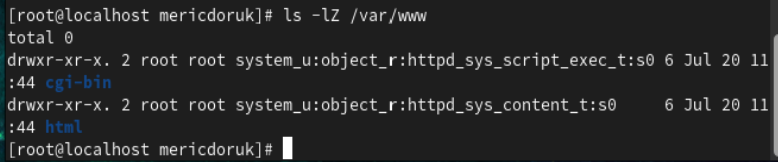 [root@localhost mericdoruk]# ls -lZ /var/www
total 0
drwxr-xr-x. 2 root root system_u:object_r:httpd_sys_script_exec_t:s0 6 Jul 20 11
:44 cgi-bin
drwxr-xr-x. 2 root root system_u:object_r:httpd_sys_content_t:s0     6 Jul 20 11
:44 html
[root@localhost mericdoruk]#